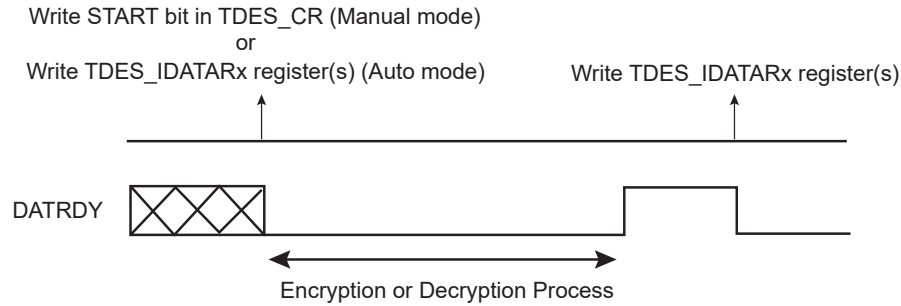 Write START bit in TDES_CR (Manual mode)
or
Write TDES_IDATARx register(s) (Auto mode)
Write TDES_IDATARx register(s)
DATRDY
Encryption or Decryption Process